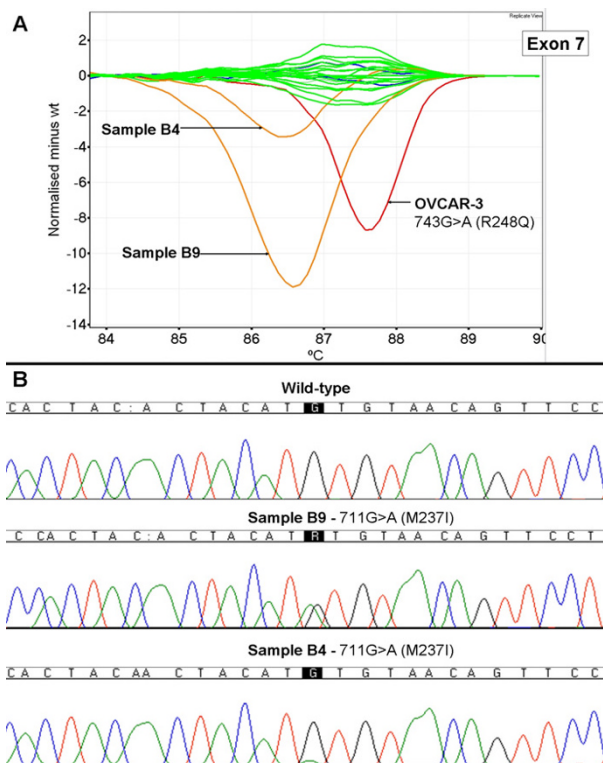 A
Replicate View
Exon 7
Normalised minus wt
2
0
-2
-4
-6
-8
-10
-12
-14
Sample B4
Sample B9
OVCAR-3
743G>A (R248Q)
84 85 86 87 88 89 90
ºC
B
Wild-type
C A C T A C : A C T A C A T G T G T A A C A G T T C C
Sample B9 - 711G>A (M237I)
C C A C T A C : A C T A C A T R T G T A A C A G T T C C T
Sample B4 - 711G>A (M237I)
C A C T A C A A C T A C A T G T G T A A C A G T T C C